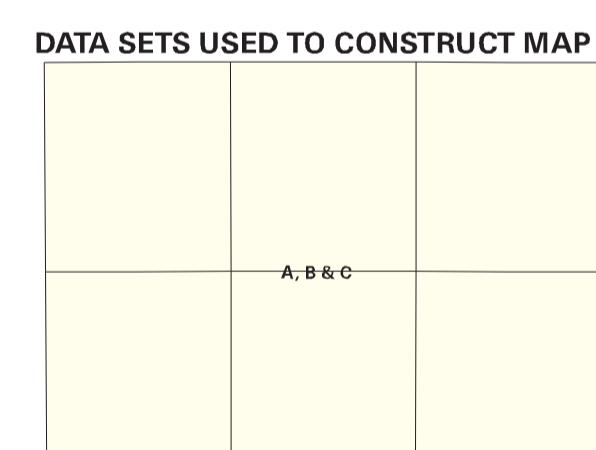 DATA SETS USED TO CONSTRUCT MAP
A, B & C